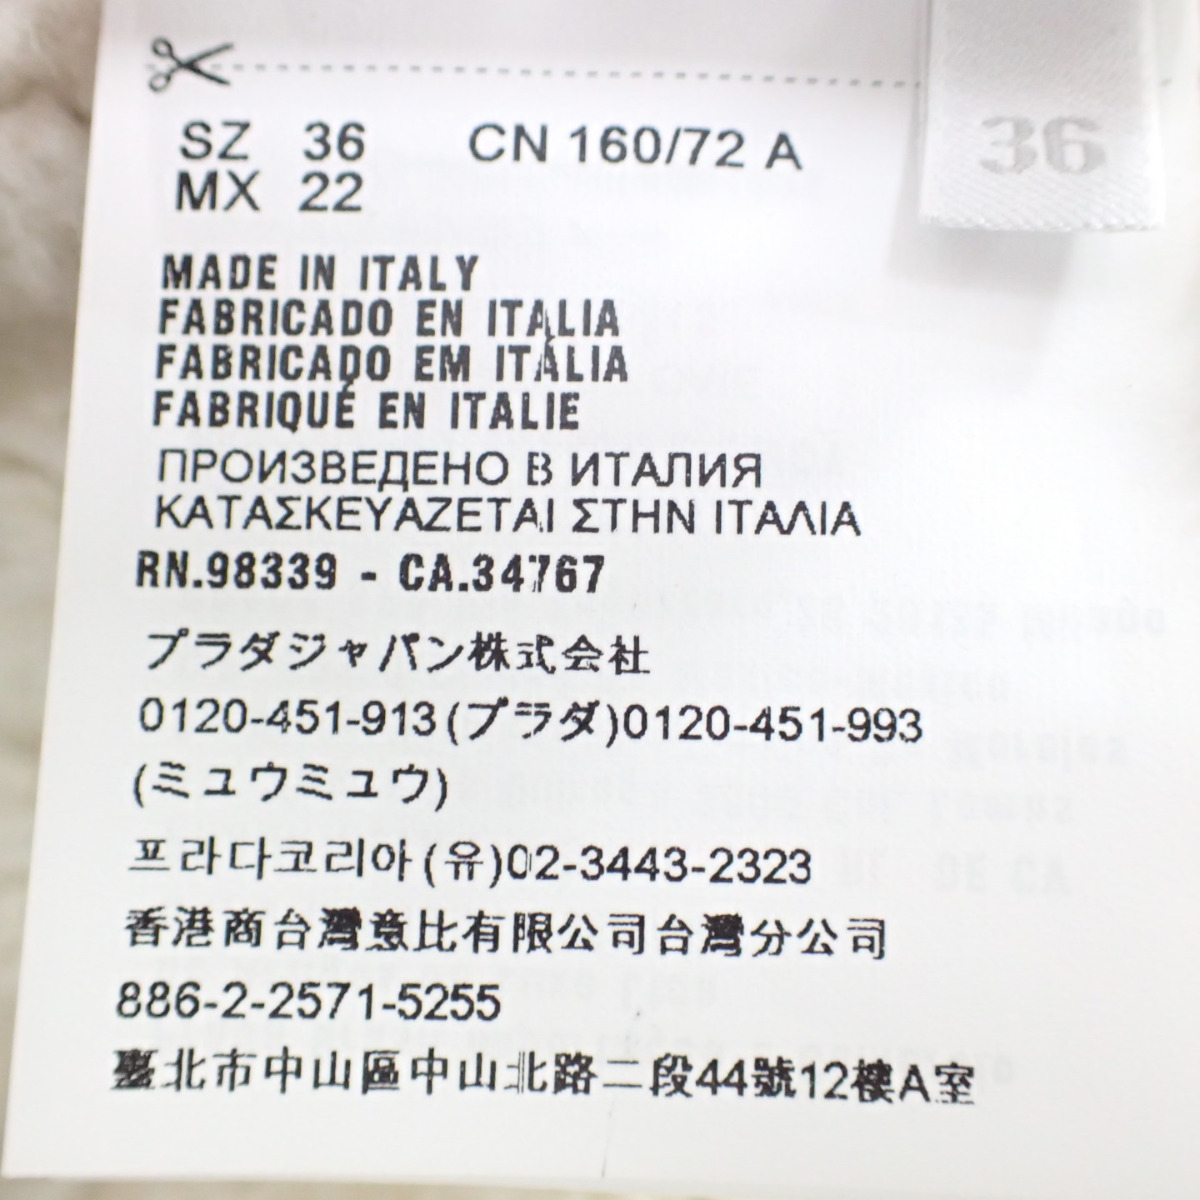 SZ 36 CN 160/72 A
MX 22
36
MADE IN ITALY
FABRICADO EN ITALIA
FABRICADO EM ITÁLIA
FABRIQUÉ EN ITALIE
ПРОИЗВЕДЕНО В ИТАЛИЯ
ΚΑΤΑΣΚΕΥΑΖΕΤΑΙ ΣΤΗΝ ΙΤΑΛΙΑ
RN.98339 - CA.34767
プラダジャパン株式会社
0120-451-913(プラダ)0120-451-993
(ミュウミュウ)
프라다코리아(유)02-3443-2323
香港商台灣意比有限公司台灣分公司
886-2-2571-5255
臺北市中山區中山北路二段44號12樓A室